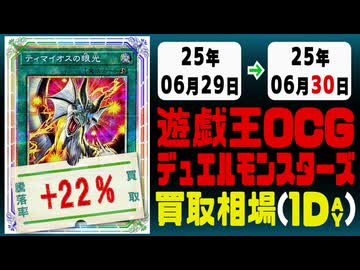 ティマイオスの眼光
+22%
騰落率
買取
25年
06月29日
25年
06月30日
遊戯王OCG
デュエルモンスターズ
買取相場(1D)